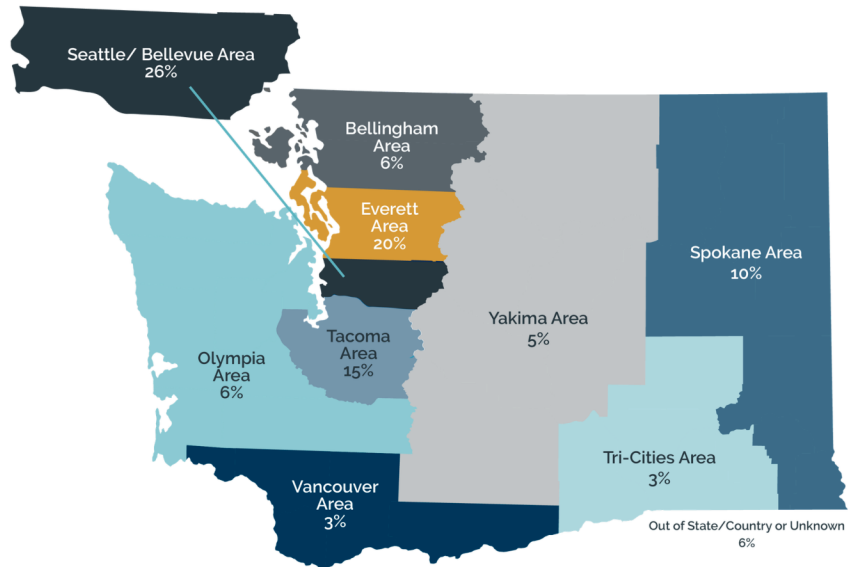 Seattle/ Bellevue Area
26%
Bellingham
Area
6%
Everett
Area
20%
Spokane Area
10%
Yakima Area
5%
Tacoma
Area
15%
Olympia
Area
6%
Tri-Cities Area
3%
Vancouver
Area
3%
Out of State/Country or Unknown
6%